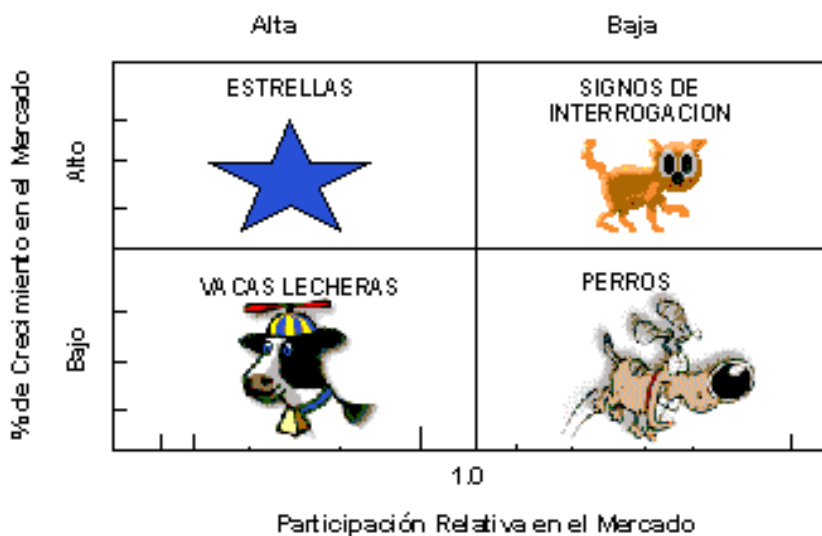 Alta
Baja
ESTRELLAS
SIGNOS DE
INTERROGACION
Alto
% de Crecimiento en el Mercado
VACAS LECHERAS
PERROS
Bajo
1.0
Participación Relativa en el Mercado